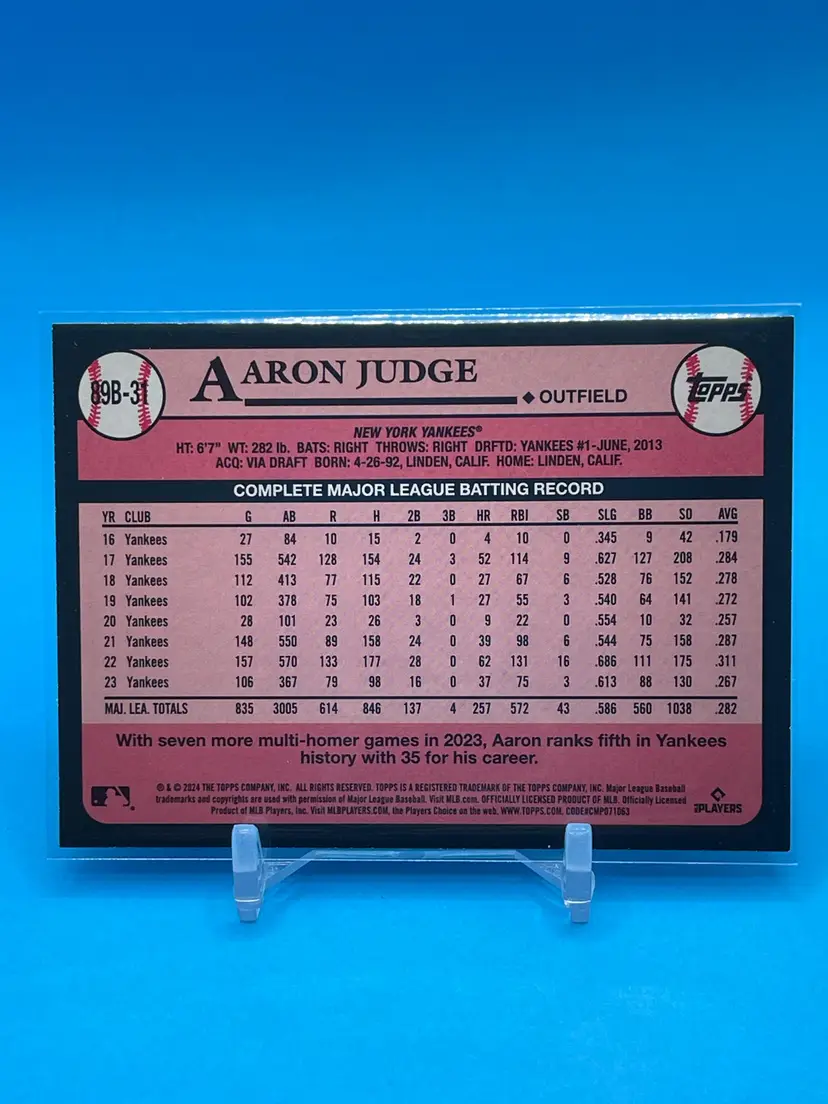 89B-31
AARON JUDGE
◆ OUTFIELD
TOPPS
NEW YORK YANKEES®
HT: 6'7" WT: 282 lb. BATS: RIGHT THROWS: RIGHT DRFTD: YANKEES #1-JUNE, 2013
ACQ: VIA DRAFT BORN: 4-26-92, LINDEN, CALIF. HOME: LINDEN, CALIF.
COMPLETE MAJOR LEAGUE BATTING RECORD
YR CLUB G AB R H 2B 3B HR RBI SB SLG BB SO AVG
16 Yankees 27 84 10 15 2 0 4 10 0 .345 9 42 .179
17 Yankees 155 542 128 154 24 3 52 114 9 .627 127 208 .284
18 Yankees 112 413 77 115 22 0 27 67 6 .528 76 152 .278
19 Yankees 102 378 75 103 18 1 27 55 3 .540 64 141 .272
20 Yankees 28 101 23 26 3 0 9 22 0 .554 10 32 .257
21 Yankees 148 550 89 158 24 0 39 98 6 .544 75 158 .287
22 Yankees 157 570 133 177 28 0 62 131 16 .686 111 175 .311
23 Yankees 106 367 79 98 16 0 37 75 3 .613 88 130 .267
MAJ. LEA. TOTALS 835 3005 614 846 137 4 257 572 43 .586 560 1038 .282
With seven more multi-homer games in 2023, Aaron ranks fifth in Yankees
history with 35 for his career.
® & © 2024 THE TOPPS COMPANY, INC. ALL RIGHTS RESERVED. TOPPS IS A REGISTERED TRADEMARK OF THE TOPPS COMPANY, INC. Major League Baseball
trademarks and copyrights are used with permission of Major League Baseball. Visit MLB.com. OFFICIALLY LICENSED PRODUCT OF MLB. Officially Licensed
Product of MLB Players, Inc. Visit MLBPLAYERS.COM, the Players Choice on the web. WWW.TOPPS.COM. CODE#CMP071063
MLB PLAYERS